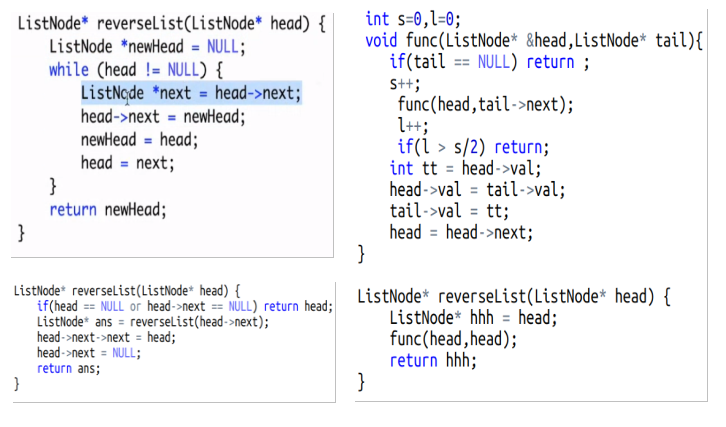 ListNode* reverseList(ListNode* head) {
ListNode *newHead = NULL;
while (head != NULL) {
ListNode *next = head->next;
head->next = newHead;
newHead = head;
head = next;
}
return newHead;
}
ListNode* reverseList(ListNode* head) {
if(head == NULL or head->next == NULL) return head;
ListNode* ans = reverseList(head->next);
head->next->next = head;
head->next = NULL;
return ans;
}
int s=0,l=0;
void func(ListNode* &head,ListNode* tail){
if(tail == NULL) return ;
s++;
func(head,tail->next);
l++;
if(l > s/2) return;
int tt = head->val;
head->val = tail->val;
tail->val = tt;
head = head->next;
}
ListNode* reverseList(ListNode* head) {
ListNode* hhh = head;
func(head,head);
return hhh;
}